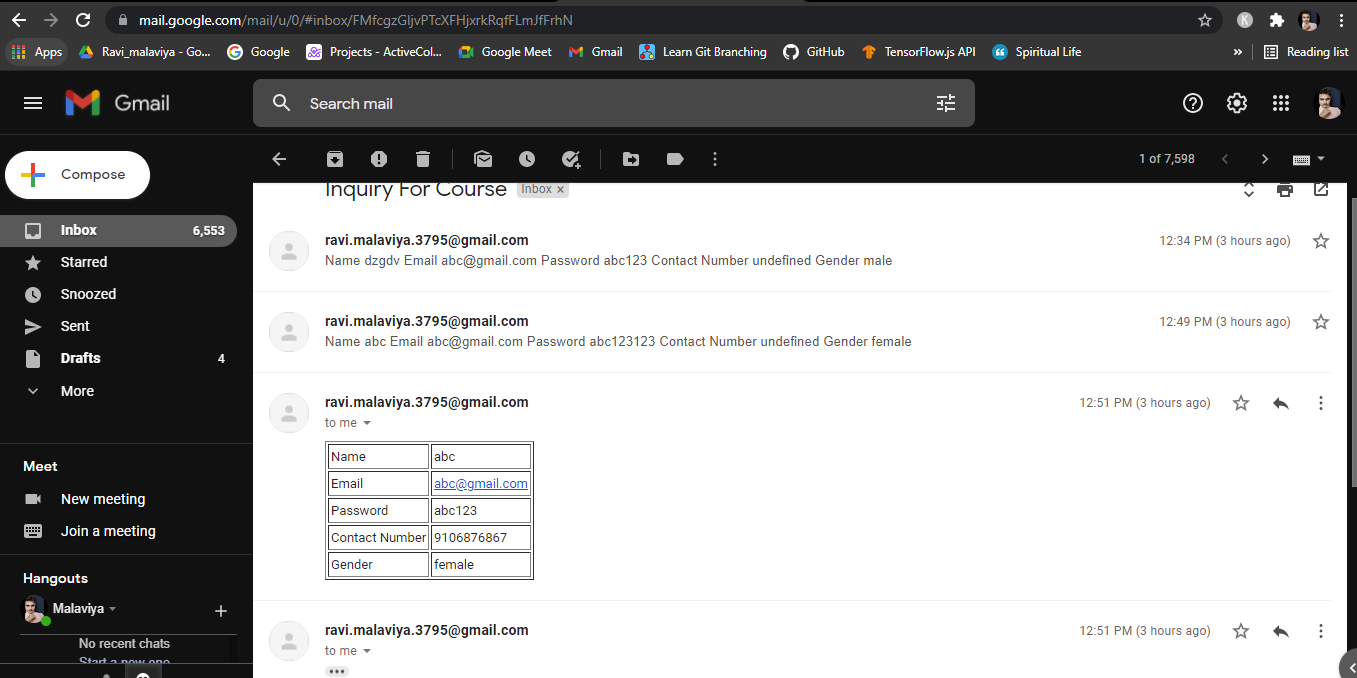 mail.google.com/mail/u/0/#inbox/FMfcgzGljvPTcXFHjxrkRqfFLmJfFrhN
K
Apps Ravi_malaviya - Go... Google Projects - ActiveCol... Google Meet Gmail Learn Git Branching GitHub TensorFlow.js API Spiritual Life » Reading list
Gmail Search mail
Compose
1 of 7,598
Inquiry For Course Inbox ×
Inbox 6,553
Starred
Snoozed
Sent
Drafts 4
More
Meet
New meeting
Join a meeting
Hangouts
Malaviya
No recent chats
Start a new one
ravi.malaviya.3795@gmail.com 12:34 PM (3 hours ago)
Name dzgdv Email abc@gmail.com Password abc123 Contact Number undefined Gender male
ravi.malaviya.3795@gmail.com 12:49 PM (3 hours ago)
Name abc Email abc@gmail.com Password abc123123 Contact Number undefined Gender female
ravi.malaviya.3795@gmail.com 12:51 PM (3 hours ago)
to me
Name abc
Email abc@gmail.com
Password abc123
Contact Number 9106876867
Gender female
ravi.malaviya.3795@gmail.com 12:51 PM (3 hours ago)
to me